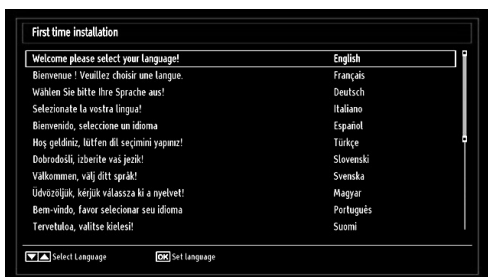 First time installation
Welcome please select your language! English
Bienvenue ! Veuillez choisir une langue. Français
Wählen Sie bitte Ihre Sprache aus! Deutsch
Selezionate la vostra lingua! Italiano
Bienvenido, seleccione un idioma Español
Hoş geldiniz, lütfen dil seçimini yapınız! Türkçe
Dobrodošli, izberite vaš jezik! Slovenski
Välkommen, välj ditt språk! Svenska
Üdvözöljük, kérjük válassza ki a nyelvet! Magyar
Bem-vindo, favor selecionar seu idioma Português
Tervetuloa, valitse kielesi! Suomi
Select Language OK Set language